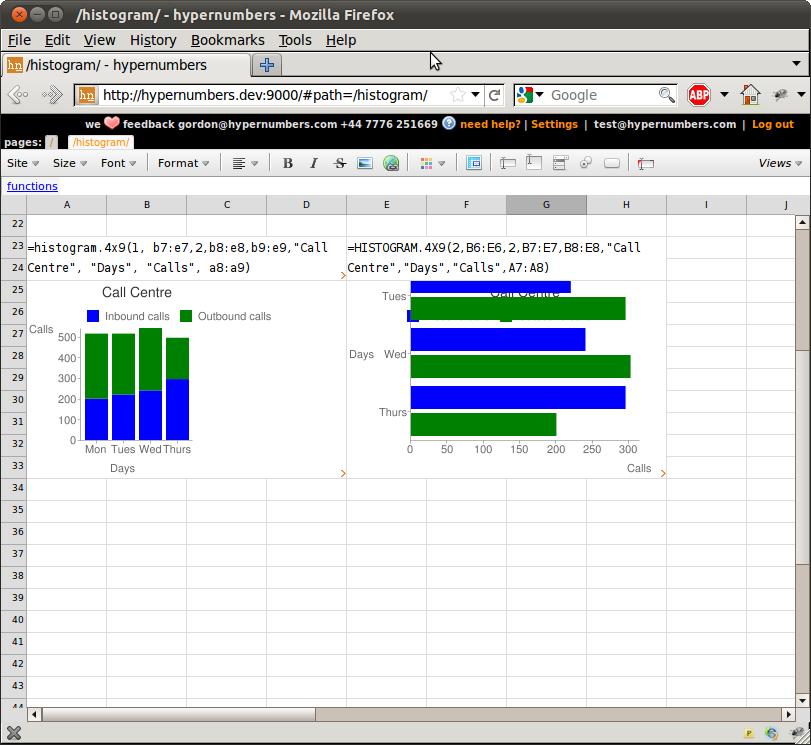 /histogram/ - hypernumbers - Mozilla Firefox
File Edit View History Bookmarks Tools Help
hn /histogram/ - hypernumbers
hn http://hypernumbers.dev:9000/#path=/histogram/ Google ABP
we feedback gordon@hypernumbers.com +44 7776 251669 need help? | Settings | test@hypernumbers.com | Log out
pages: / /histogram/
Site Size Font Format B I S Views
functions
A B C D E F G H I J
22
23 =histogram.4x9(1, b7:e7,2,b8:e8,b9:e9,"Call =HISTOGRAM.4X9(2,B6:E6,2,B7:E7,B8:E8,"Call
24 Centre", "Days", "Calls", a8:a9) Centre","Days","Calls",A7:A8)
25 Call Centre Tues Call Centre
26 Inbound calls Outbound calls
27 Calls 500
28 400 Days Wed
29 300
30 200
31 100 Thurs
32 0
Mon Tues Wed Thurs 0 50 100 150 200 250 300
33 Days Calls
34
35
36
37
38
39
40
41
42
43
44
P